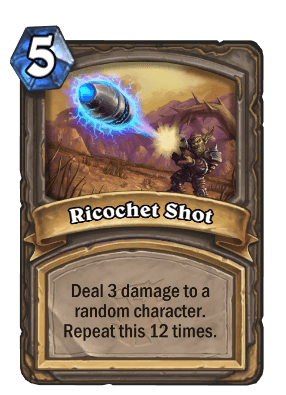 5
Ricochet Shot
Deal 3 damage to a
random character.
Repeat this 12 times.